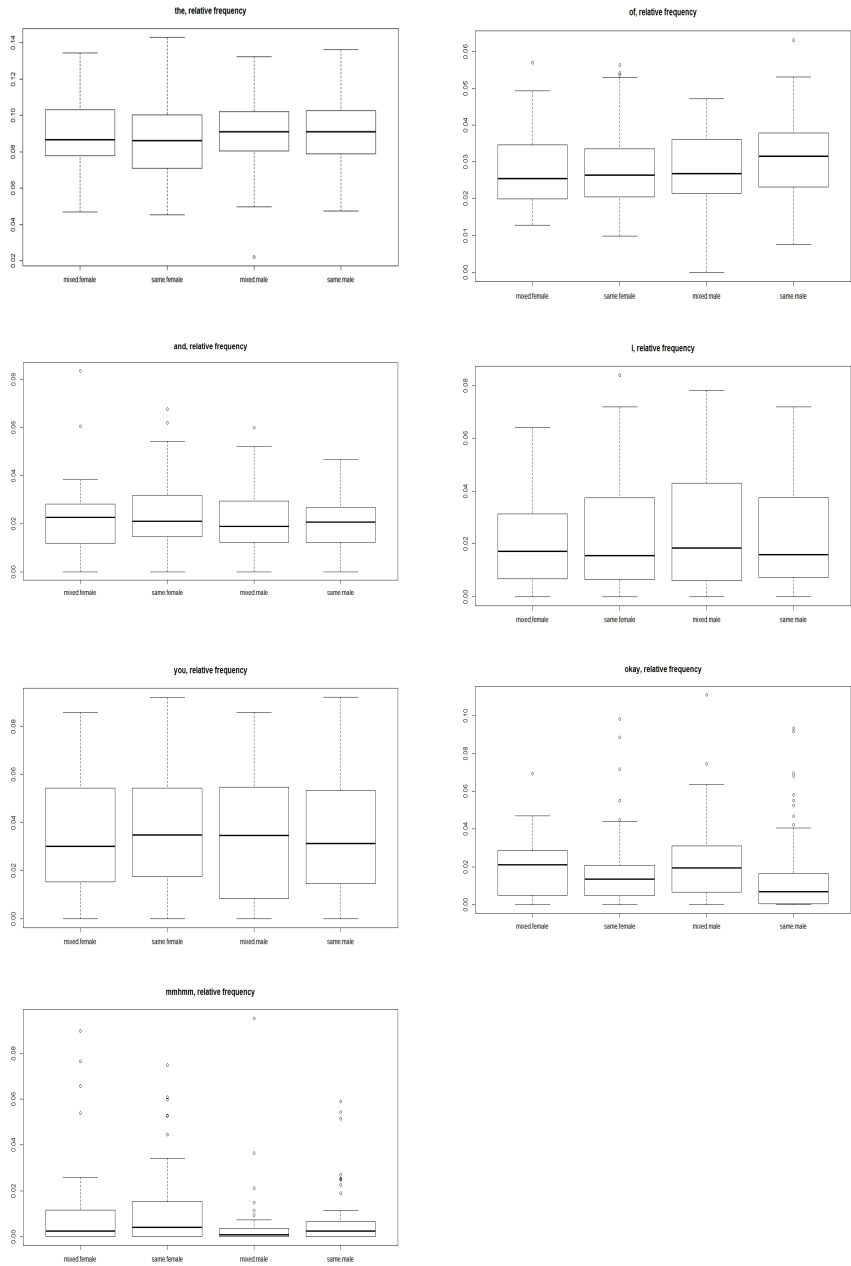 the, relative frequency
0.14
0.12
0.10
0.08
0.06
0.04
0.02
mixed.female same.female mixed.male same.male
of, relative frequency
0.06
0.05
0.04
0.03
0.02
0.01
0.00
mixed.female same.female mixed.male same.male
and, relative frequency
0.08
0.06
0.04
0.02
0.00
mixed.female same.female mixed.male same.male
I, relative frequency
0.08
0.06
0.04
0.02
0.00
mixed.female same.female mixed.male same.male
you, relative frequency
0.08
0.06
0.04
0.02
0.00
mixed.female same.female mixed.male same.male
okay, relative frequency
0.10
0.08
0.06
0.04
0.02
0.00
mixed.female same.female mixed.male same.male
mmhmm, relative frequency
0.08
0.06
0.04
0.02
0.00
mixed.female same.female mixed.male same.male